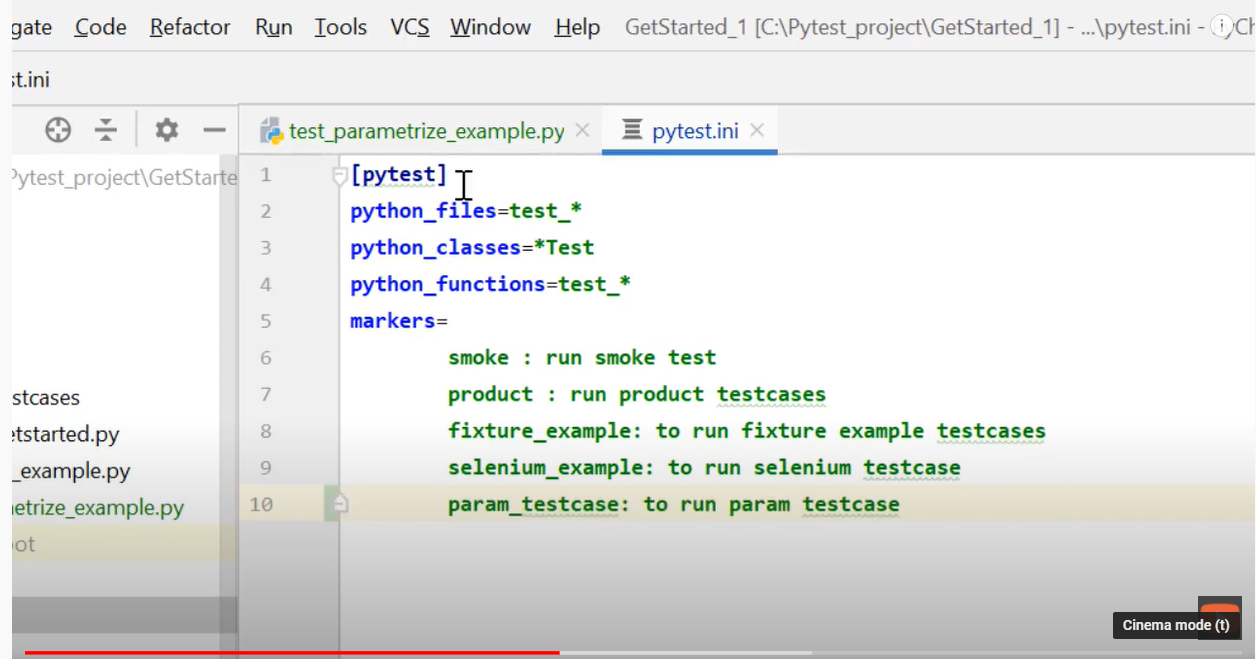 gate Code Refactor Run Tools VCS Window Help GetStarted_1 [C:\Pytest_project\GetStarted_1] - ...\pytest.ini - yCh
st.ini
test_parametrize_example.py pytest.ini
Pytest_project\GetStarte
1 [pytest]
2 python_files=test_*
3 python_classes=*Test
4 python_functions=test_*
5 markers=
6 smoke : run smoke test
7 product : run product testcases
stcases
8 fixture_example: to run fixture example testcases
etstarted.py
9 selenium_example: to run selenium testcase
_example.py
10 param_testcase: to run param testcase
etrize_example.py
ot
Cinema mode (t)